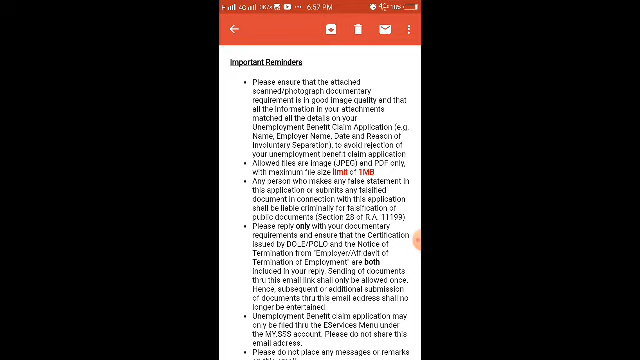 4G
6:57 PM
Important Reminders
• Please ensure that the attached
scanned/photograph documentary
requirement is in good image quality and that
all the information in your attachments
matched all the details on your
Unemployment Benefit Claim Application (e.g.
Name, Employer Name, Date and Reason of
Involuntary Separation), to avoid rejection of
your unemployment benefit claim application
• Allowed files are image (JPEG) and PDF only,
with maximum file size limit of 1MB
• Any person who makes any false statement in
this application or submits any falsified
document in connection with this application
shall be liable criminally for falsification of
public documents (Section 28 of R.A. 11199)
• Please reply only with your documentary
requirements and ensure that the Certification
issued by DOLE/POLO and the Notice of
Termination from "Employer//Affidavit of
Termination of Employment are both
included in your reply. Sending of documents
thru this email link shall only be allowed once.
Hence, subsequent or additional submission
of documents thru this email address shall no
longer be entertained.
• Unemployment Benefit claim application may
only be filed thru the EServices Menu under
the MY.SSS account. Please do not share this
email address.
• Please do not place any messages or remarks